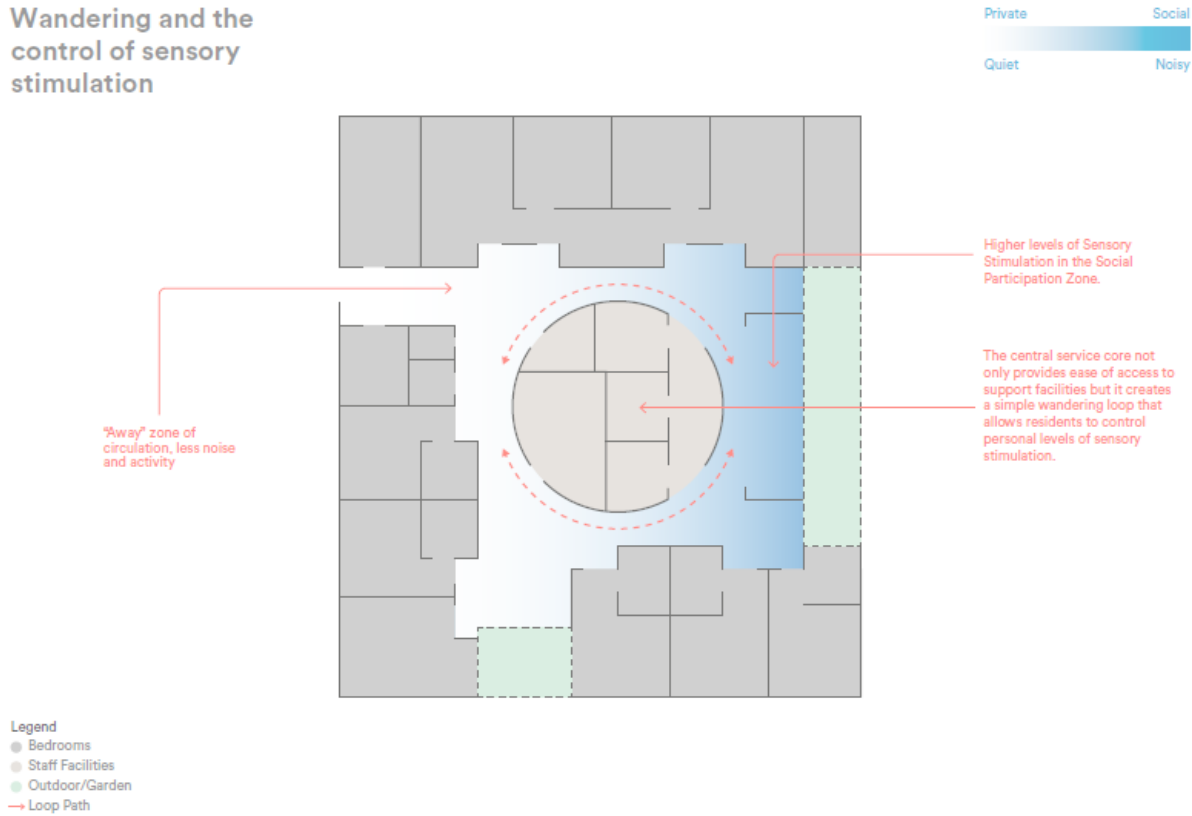 Wandering and the
control of sensory
stimulation
Private
Social
Quiet
Noisy
Higher levels of Sensory
Stimulation in the Social
Participation Zone.
The central service core not
only provides ease of access to
support facilities but it creates
a simple wandering loop that
allows residents to control
personal levels of sensory
stimulation.
"Away" zone of
circulation, less noise
and activity
Legend
Bedrooms
Staff Facilities
Outdoor/Garden
Loop Path